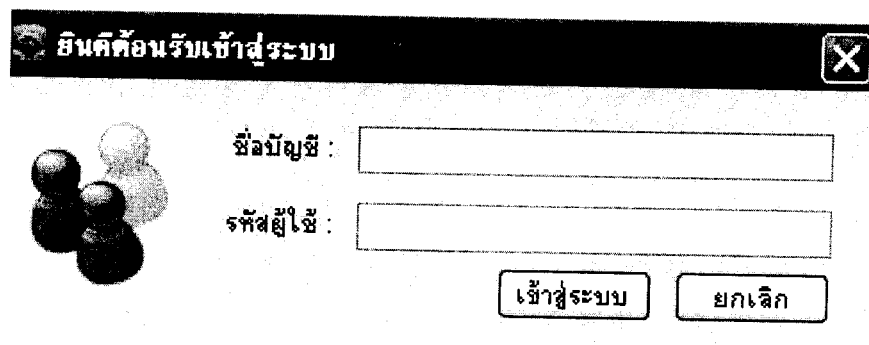 ยินดีต้อนรับเข้าสู่ระบบ
ชื่อบัญชี :
รหัสผู้ใช้ :
เข้าสู่ระบบ ยกเลิก